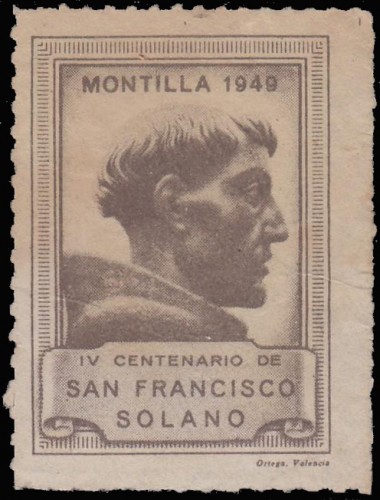 MONTILLA 1949
IV CENTENARIO DE
SAN FRANCISCO
SOLANO
Ortega. Valencia